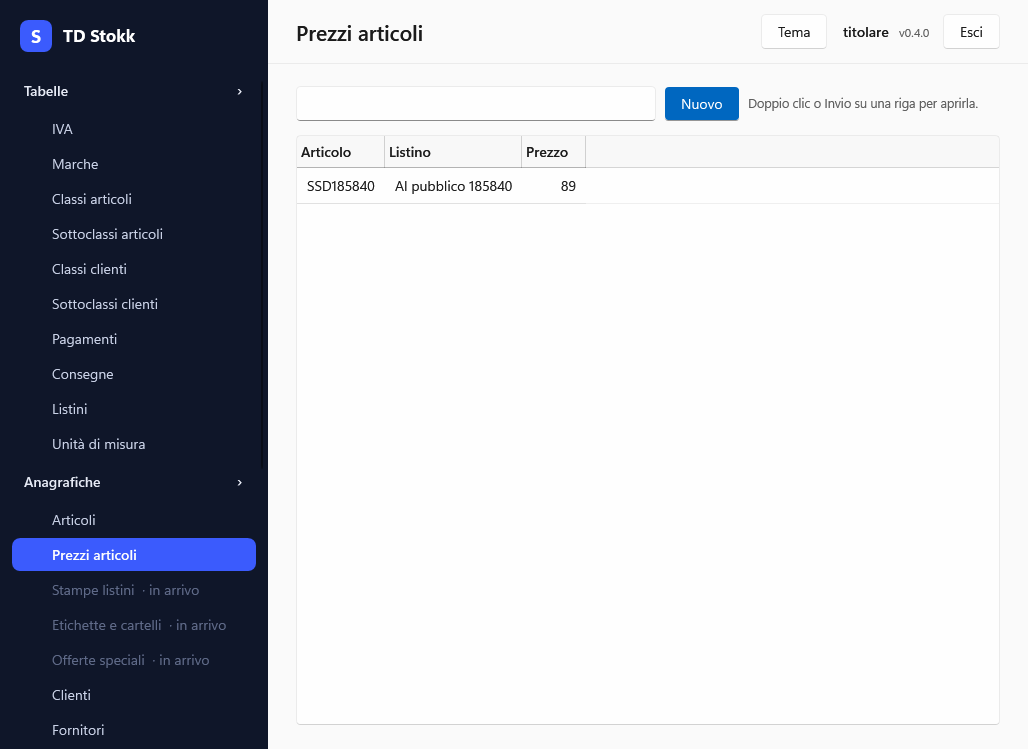 S TD Stokk
Tabelle
IVA
Marche
Classi articoli
Sottoclassi articoli
Classi clienti
Sottoclassi clienti
Pagamenti
Consegne
Listini
Unità di misura
Anagrafiche
Articoli
Prezzi articoli
Stampe listini · in arrivo
Etichette e cartelli · in arrivo
Offerte speciali · in arrivo
Clienti
Fornitori
Prezzi articoli
Tema titolare v0.4.0 Esci
Nuovo Doppio clic o Invio su una riga per aprirla.
Articolo Listino Prezzo
SSD185840 Al pubblico 185840 89